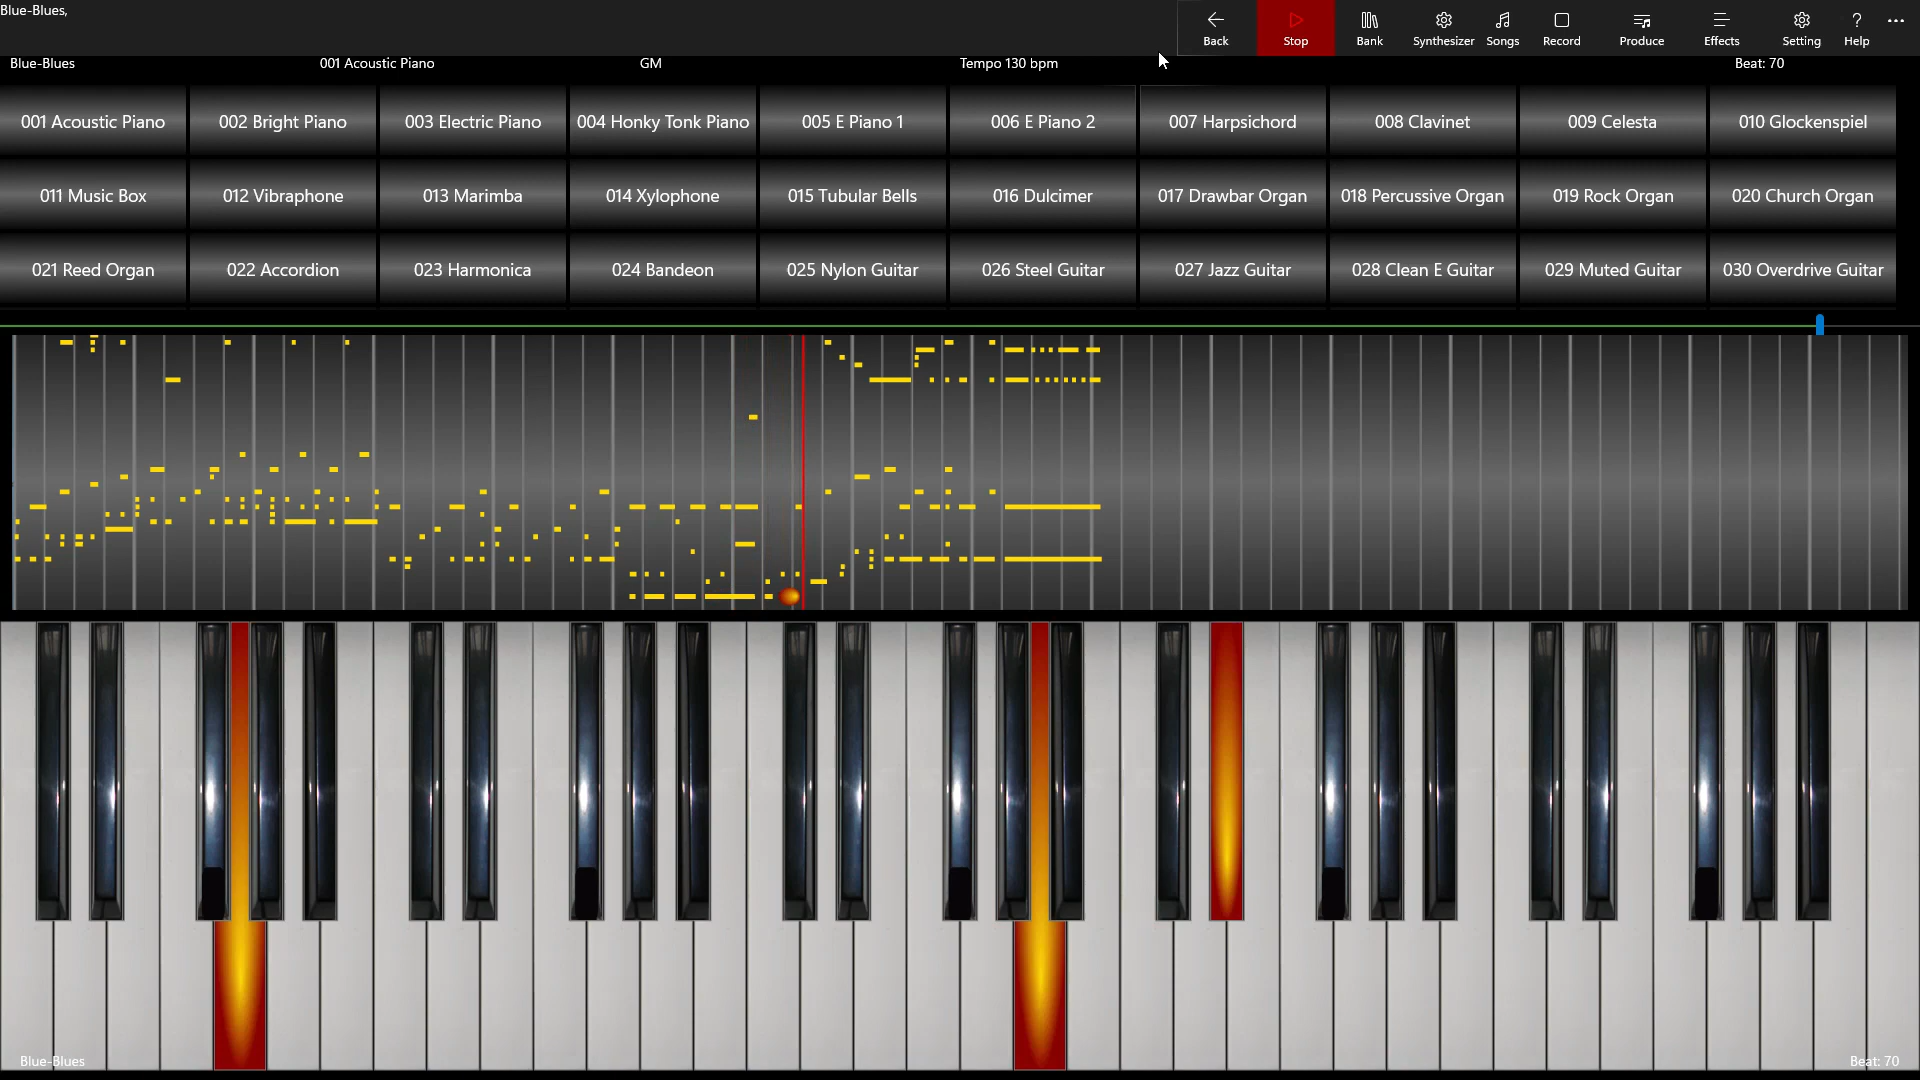 Blue-Blues,
Back Stop Bank Synthesizer Songs Record Produce Effects Setting Help
Blue-Blues 001 Acoustic Piano GM Tempo 130 bpm Beat: 70
001 Acoustic Piano 002 Bright Piano 003 Electric Piano 004 Honky Tonk Piano 005 E Piano 1 006 E Piano 2 007 Harpsichord 008 Clavinet 009 Celesta 010 Glockenspiel
011 Music Box 012 Vibraphone 013 Marimba 014 Xylophone 015 Tubular Bells 016 Dulcimer 017 Drawbar Organ 018 Percussive Organ 019 Rock Organ 020 Church Organ
021 Reed Organ 022 Accordion 023 Harmonica 024 Bandeon 025 Nylon Guitar 026 Steel Guitar 027 Jazz Guitar 028 Clean E Guitar 029 Muted Guitar 030 Overdrive Guitar
Blue-Blues Beat: 70